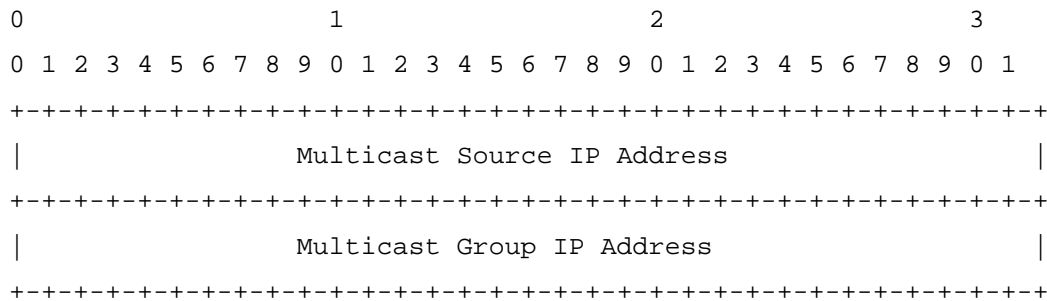 0                   1                   2                   3
0 1 2 3 4 5 6 7 8 9 0 1 2 3 4 5 6 7 8 9 0 1 2 3 4 5 6 7 8 9 0 1
+-+-+-+-+-+-+-+-+-+-+-+-+-+-+-+-+-+-+-+-+-+-+-+-+-+-+-+-+-+-+-+-+
|                 Multicast Source IP Address                   |
+-+-+-+-+-+-+-+-+-+-+-+-+-+-+-+-+-+-+-+-+-+-+-+-+-+-+-+-+-+-+-+-+
|                 Multicast Group IP Address                    |
+-+-+-+-+-+-+-+-+-+-+-+-+-+-+-+-+-+-+-+-+-+-+-+-+-+-+-+-+-+-+-+-+